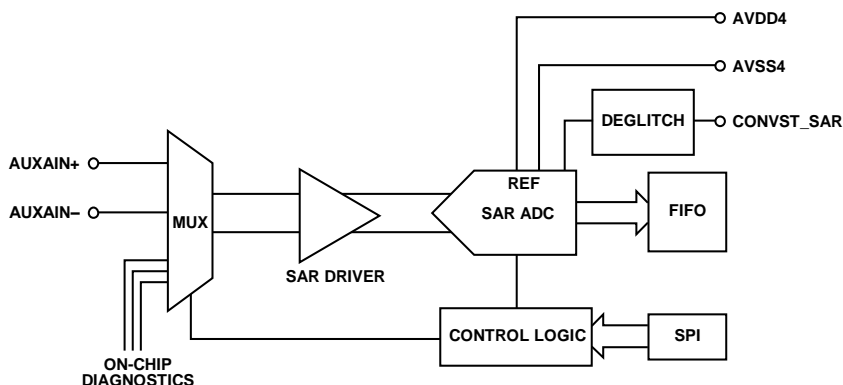 AVDD4
AVSS4
DEGLITCH
CONVST_SAR
AUXAIN+
REF
AUXAIN−
MUX
SAR ADC
FIFO
SAR DRIVER
CONTROL LOGIC
SPI
ON-CHIP
DIAGNOSTICS